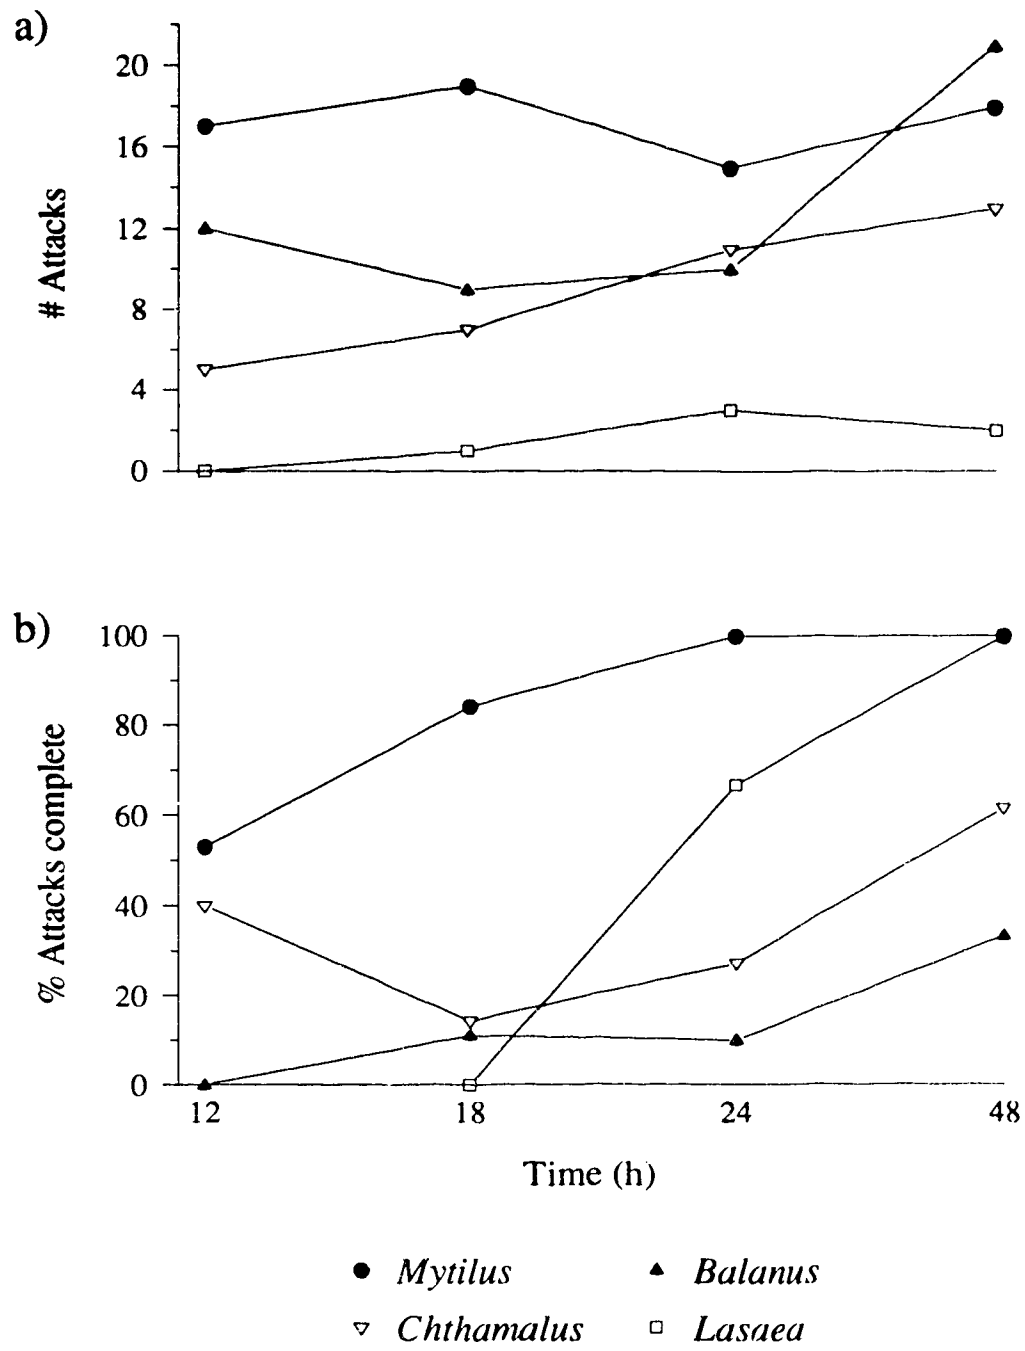 a)
# Attacks
20
16
12
8
4
0
b)
% Attacks complete
100
80
60
40
20
0
12 18 24 48
Time (h)
Mytilus Balanus
Chthamalus Lasaea